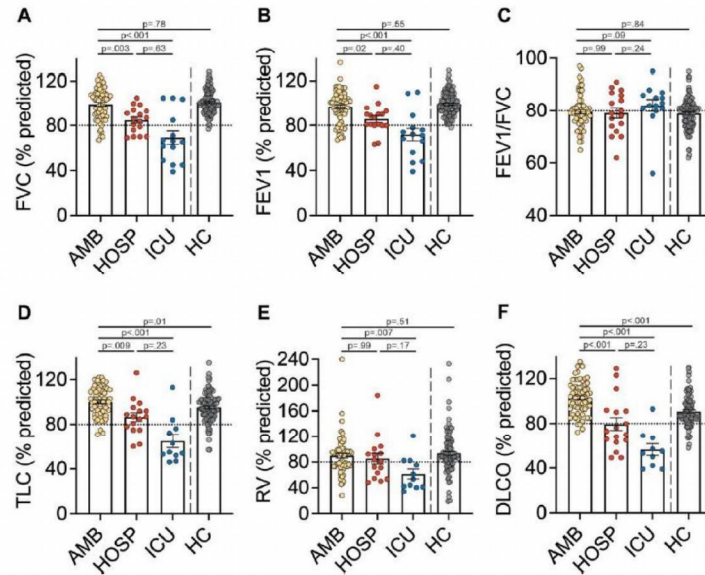 A
p=.78
p<.001
p=.003 p=.63
FVC (% predicted)
120
80
40
0
AMB HOSP ICU HC
B
p=.55
p<.001
p=.02 p=.40
FEV1 (% predicted)
120
80
40
0
AMB HOSP ICU HC
C
p=.84
p=.09
p=.99 p=.24
FEV1/FVC
100
80
60
40
AMB HOSP ICU HC
D
p=.01
p<.001
p=.009 p=.23
TLC (% predicted)
120
80
40
0
AMB HOSP ICU HC
E
p=.51
p=.007
p=.99 p=.17
RV (% predicted)
240
200
160
120
80
40
0
AMB HOSP ICU HC
F
p<.001
p<.001
p<.001 p=.23
DLCO (% predicted)
120
80
40
0
AMB HOSP ICU HC